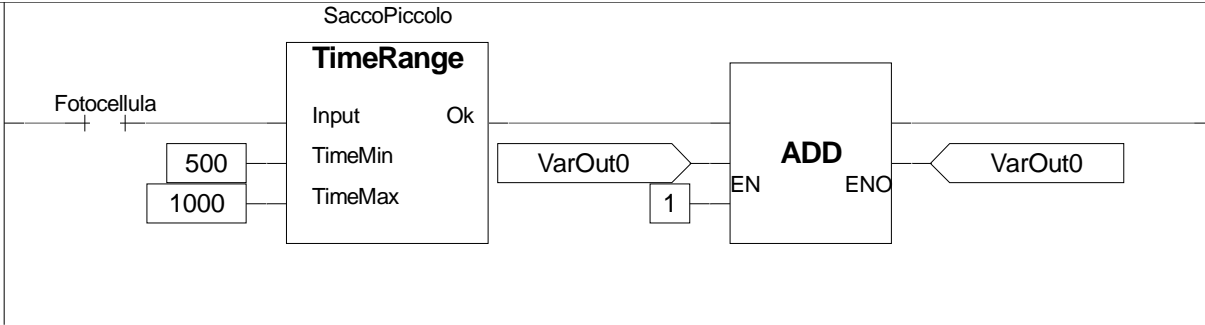 SaccoPiccolo
TimeRange
Fotocellula
Input Ok
500 TimeMin
1000 TimeMax
VarOut0
1
ADD
EN ENO
VarOut0